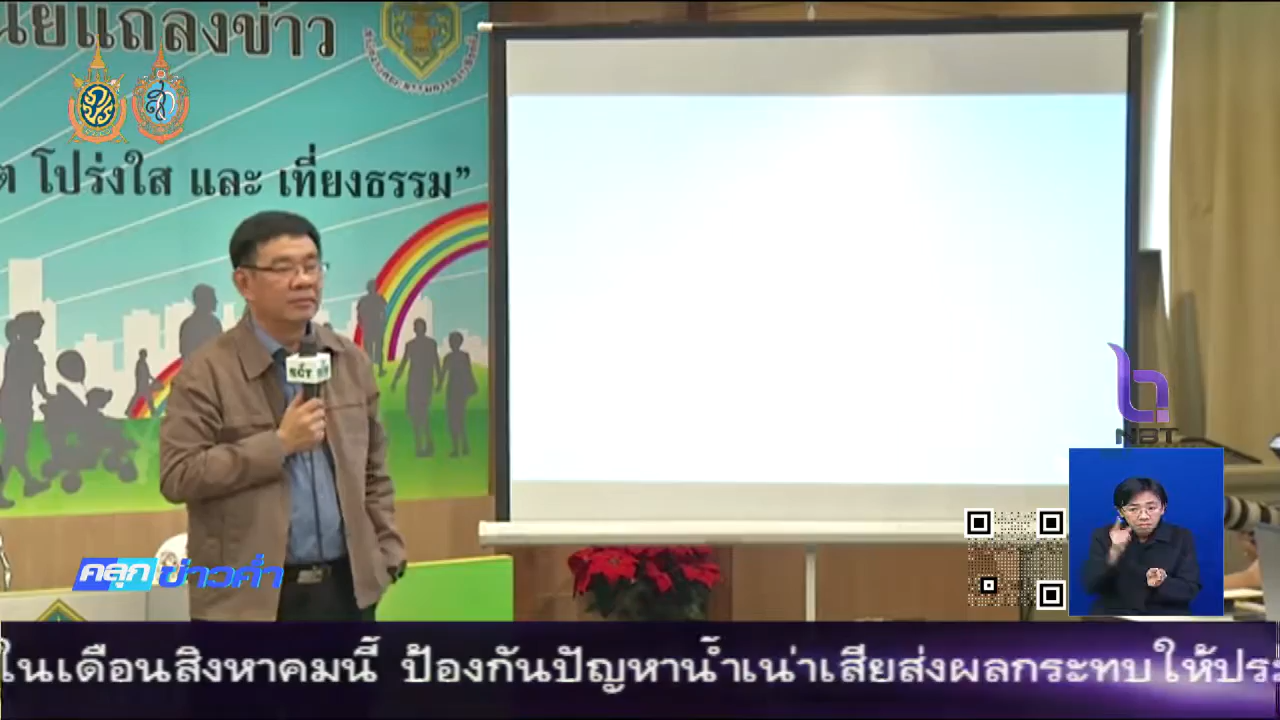 นย์แถลงข่าว
ต โปร่งใส และ เที่ยงธรรม”
ECT
NBT
คลุกข่าวค่ำ
ในเดือนสิงหาคมนี้ ป้องกันปัญหาน้ำเน่าเสียส่งผลกระทบให้ประ